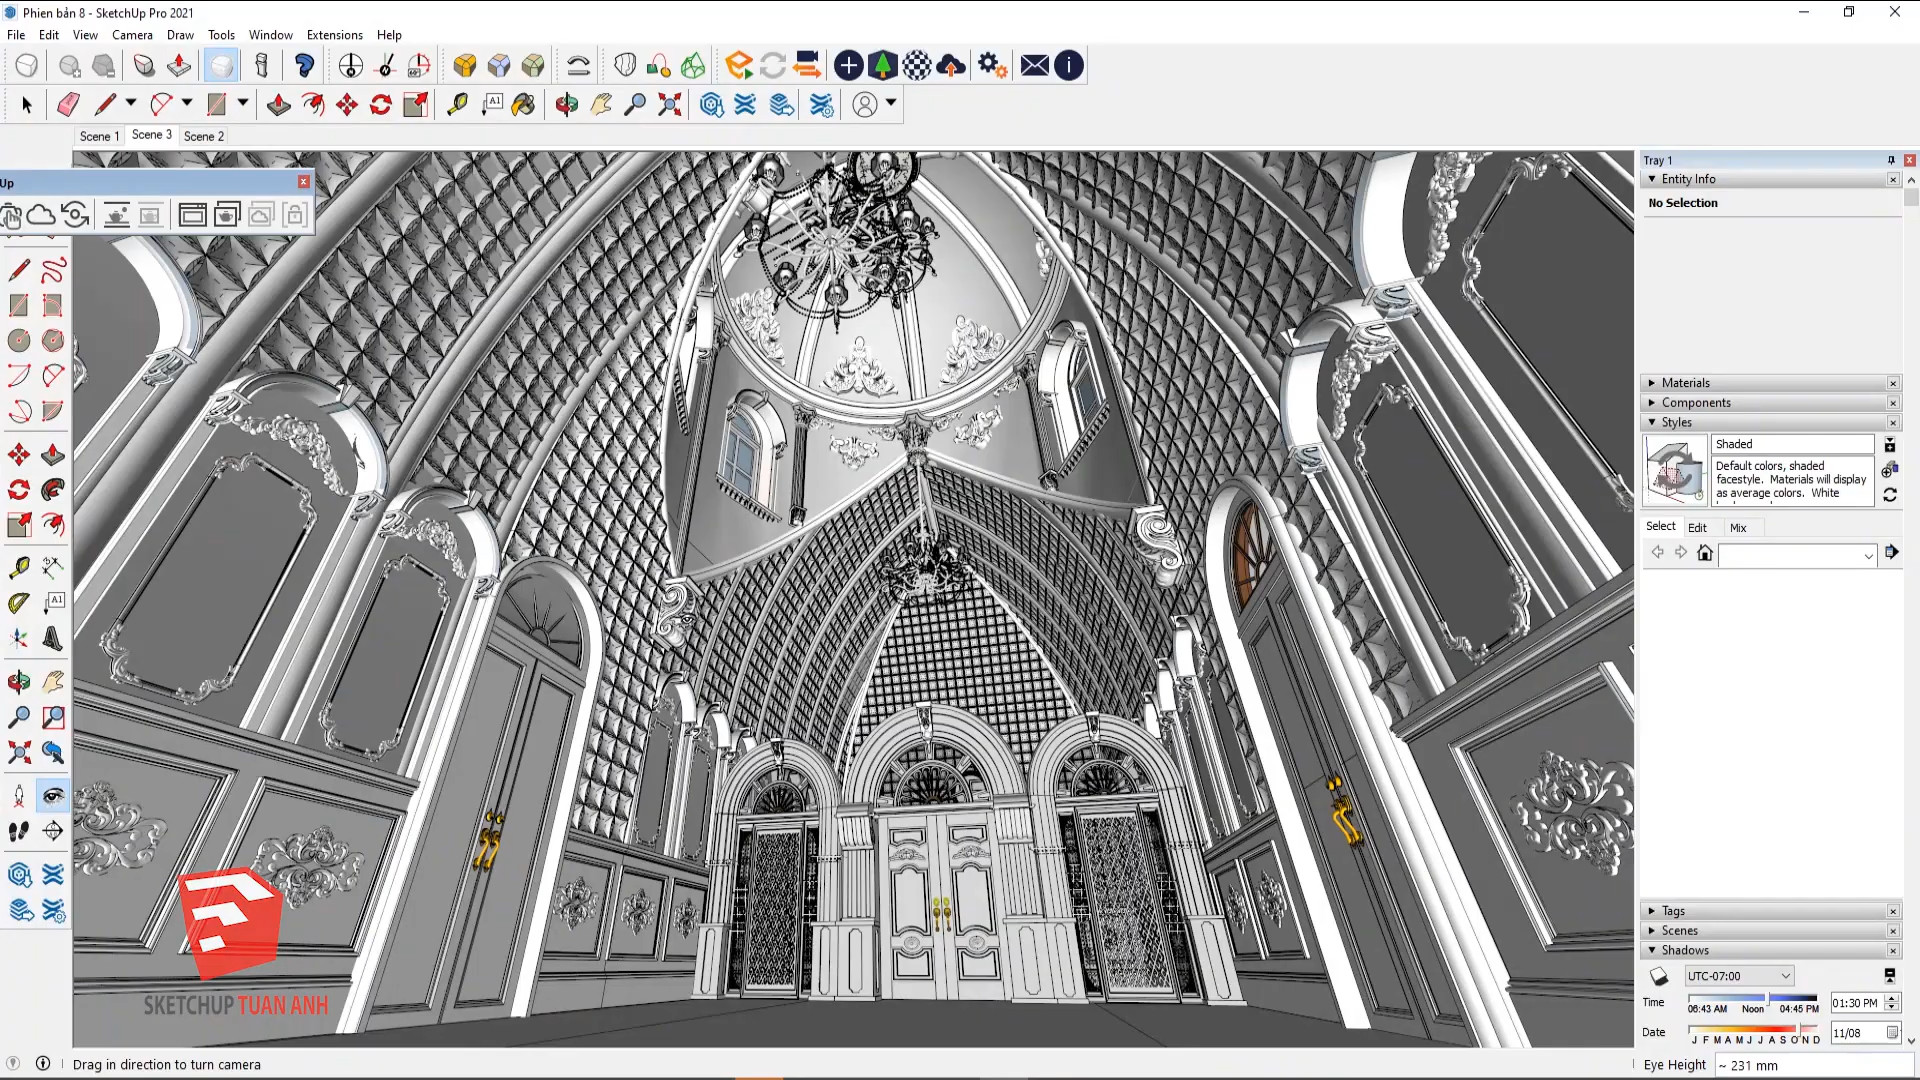 Phien bản 8 - SketchUp Pro 2021
File Edit View Camera Draw Tools Window Extensions Help
A1
Scene 1 Scene 3 Scene 2
Up
A1
SKETCHUP TUAN ANH
Drag in direction to turn camera
Tray 1
Entity Info
No Selection
Materials
Components
Styles
Shaded
Default colors, shaded
facestyle. Materials will display
as average colors. White
Select Edit Mix
Tags
Scenes
Shadows
UTC-07:00
Time
06:43 AM Noon 04:45 PM
01:30 PM
Date
J F M A M J J A S O N D
11/08
Eye Height ~ 231 mm